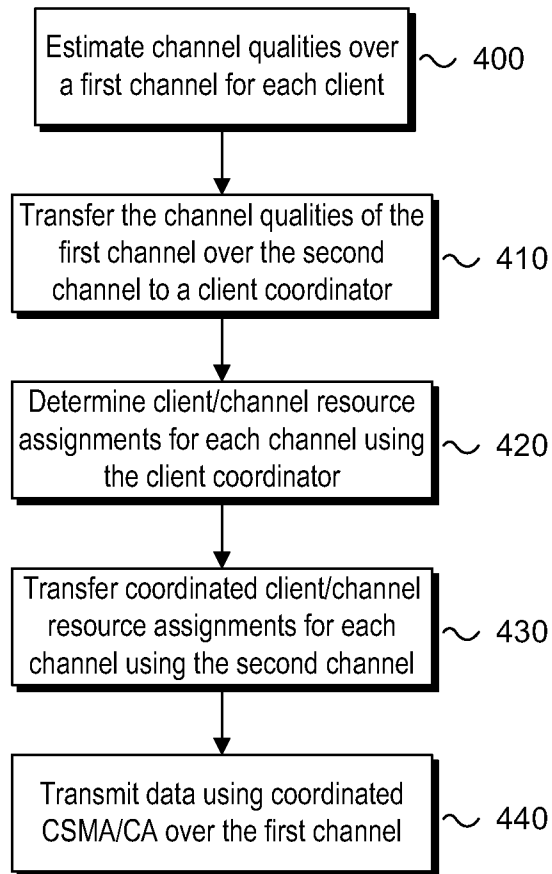 Estimate channel qualities over
a first channel for each client
400
Transfer the channel qualities of the
first channel over the second
channel to a client coordinator
410
Determine client/channel resource
assignments for each channel using
the client coordinator
420
Transfer coordinated client/channel
resource assignments for each
channel using the second channel
430
Transmit data using coordinated
CSMA/CA over the first channel
440